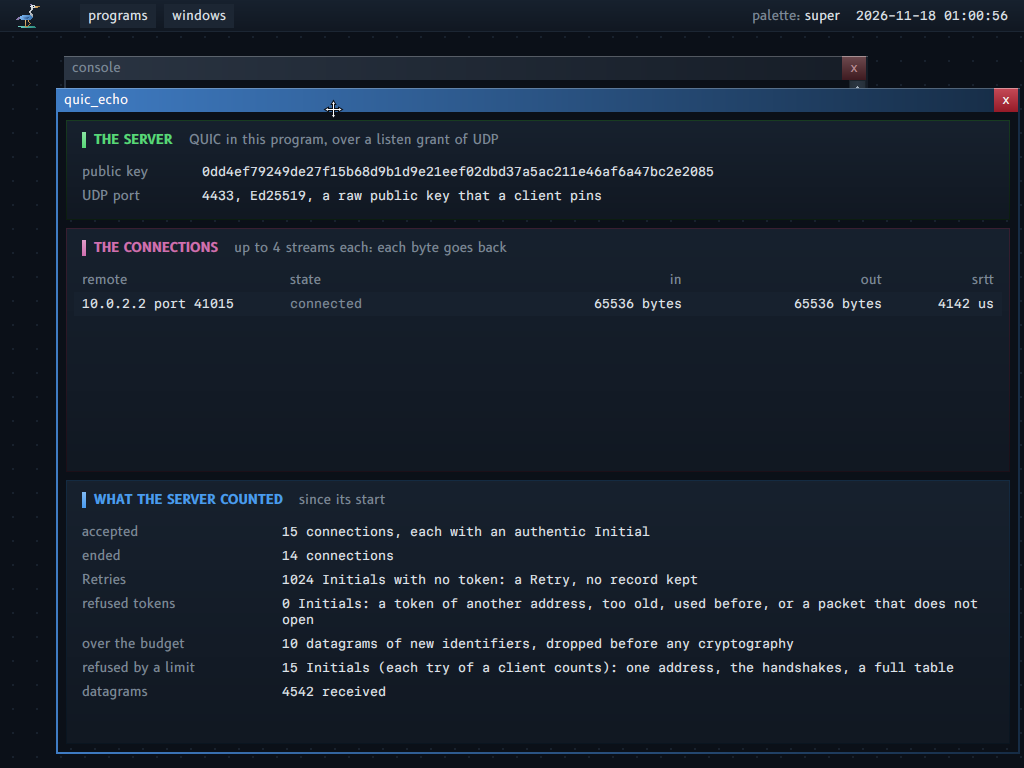 programs windows palette: super 2026-11-18 01:00:56
console x
quic_echo x
THE SERVER QUIC in this program, over a listen grant of UDP
public key 0dd4ef79249de27f15b68d9b1d9e21eef02dbd37a5ac211e46af6a47bc2e2085
UDP port 4433, Ed25519, a raw public key that a client pins
THE CONNECTIONS up to 4 streams each: each byte goes back
remote state in out srtt
10.0.2.2 port 41015 connected 65536 bytes 65536 bytes 4142 us
WHAT THE SERVER COUNTED since its start
accepted 15 connections, each with an authentic Initial
ended 14 connections
Retries 1024 Initials with no token: a Retry, no record kept
refused tokens 0 Initials: a token of another address, too old, used before, or a packet that does not
open
over the budget 10 datagrams of new identifiers, dropped before any cryptography
refused by a limit 15 Initials (each try of a client counts): one address, the handshakes, a full table
datagrams 4542 received